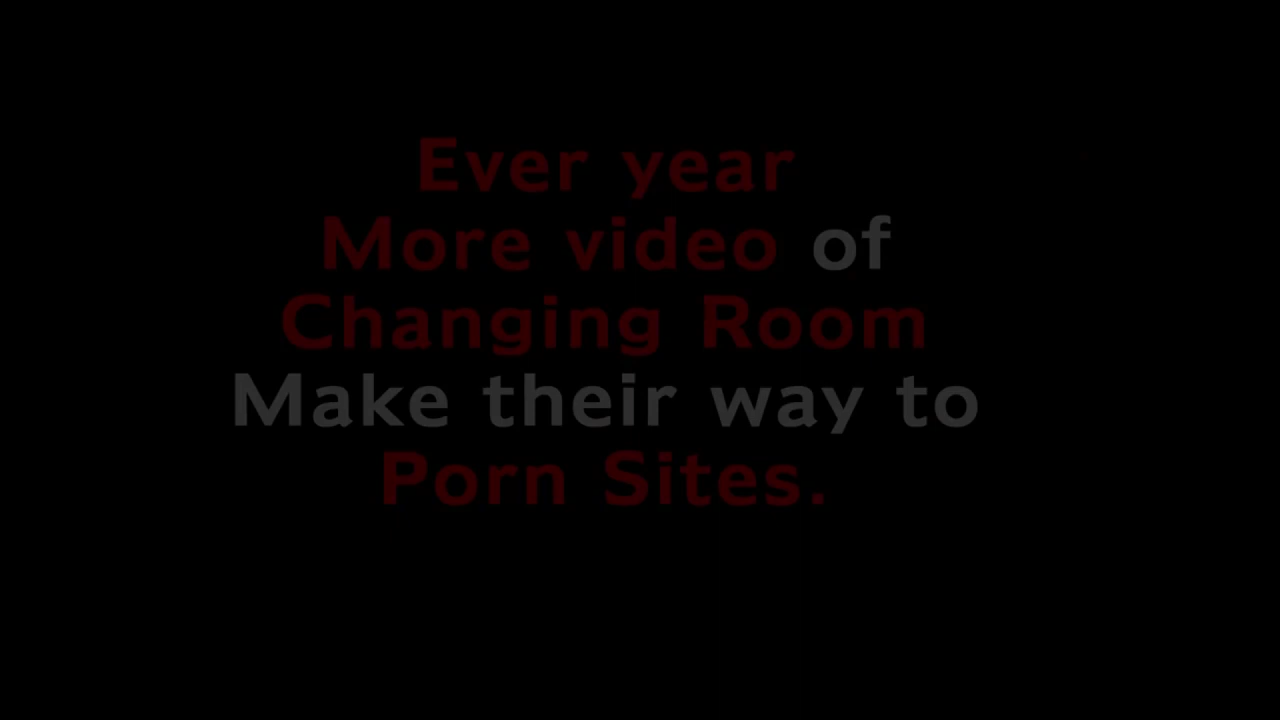 Ever year
More video of
Changing Room
Make their way to
Porn Sites.